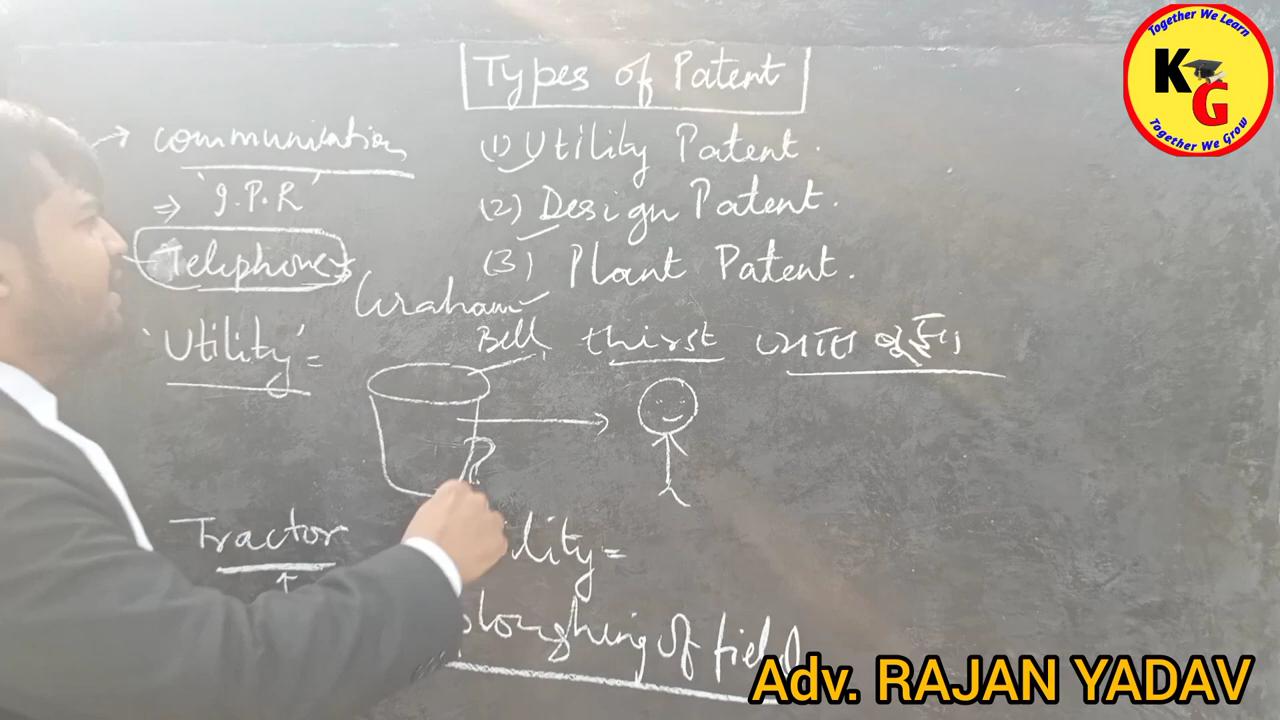 Types of Patent
(1) Utility Patent.
(2) Design Patent.
(3) Plant Patent.
→ communication
⇒ 'I.P.R'
Telephone
Graham
Bell
'Utility' =
thirst
Tractor
ility =
ploughing of field
Together We Learn
KG
Together We Grow
Adv. RAJAN YADAV